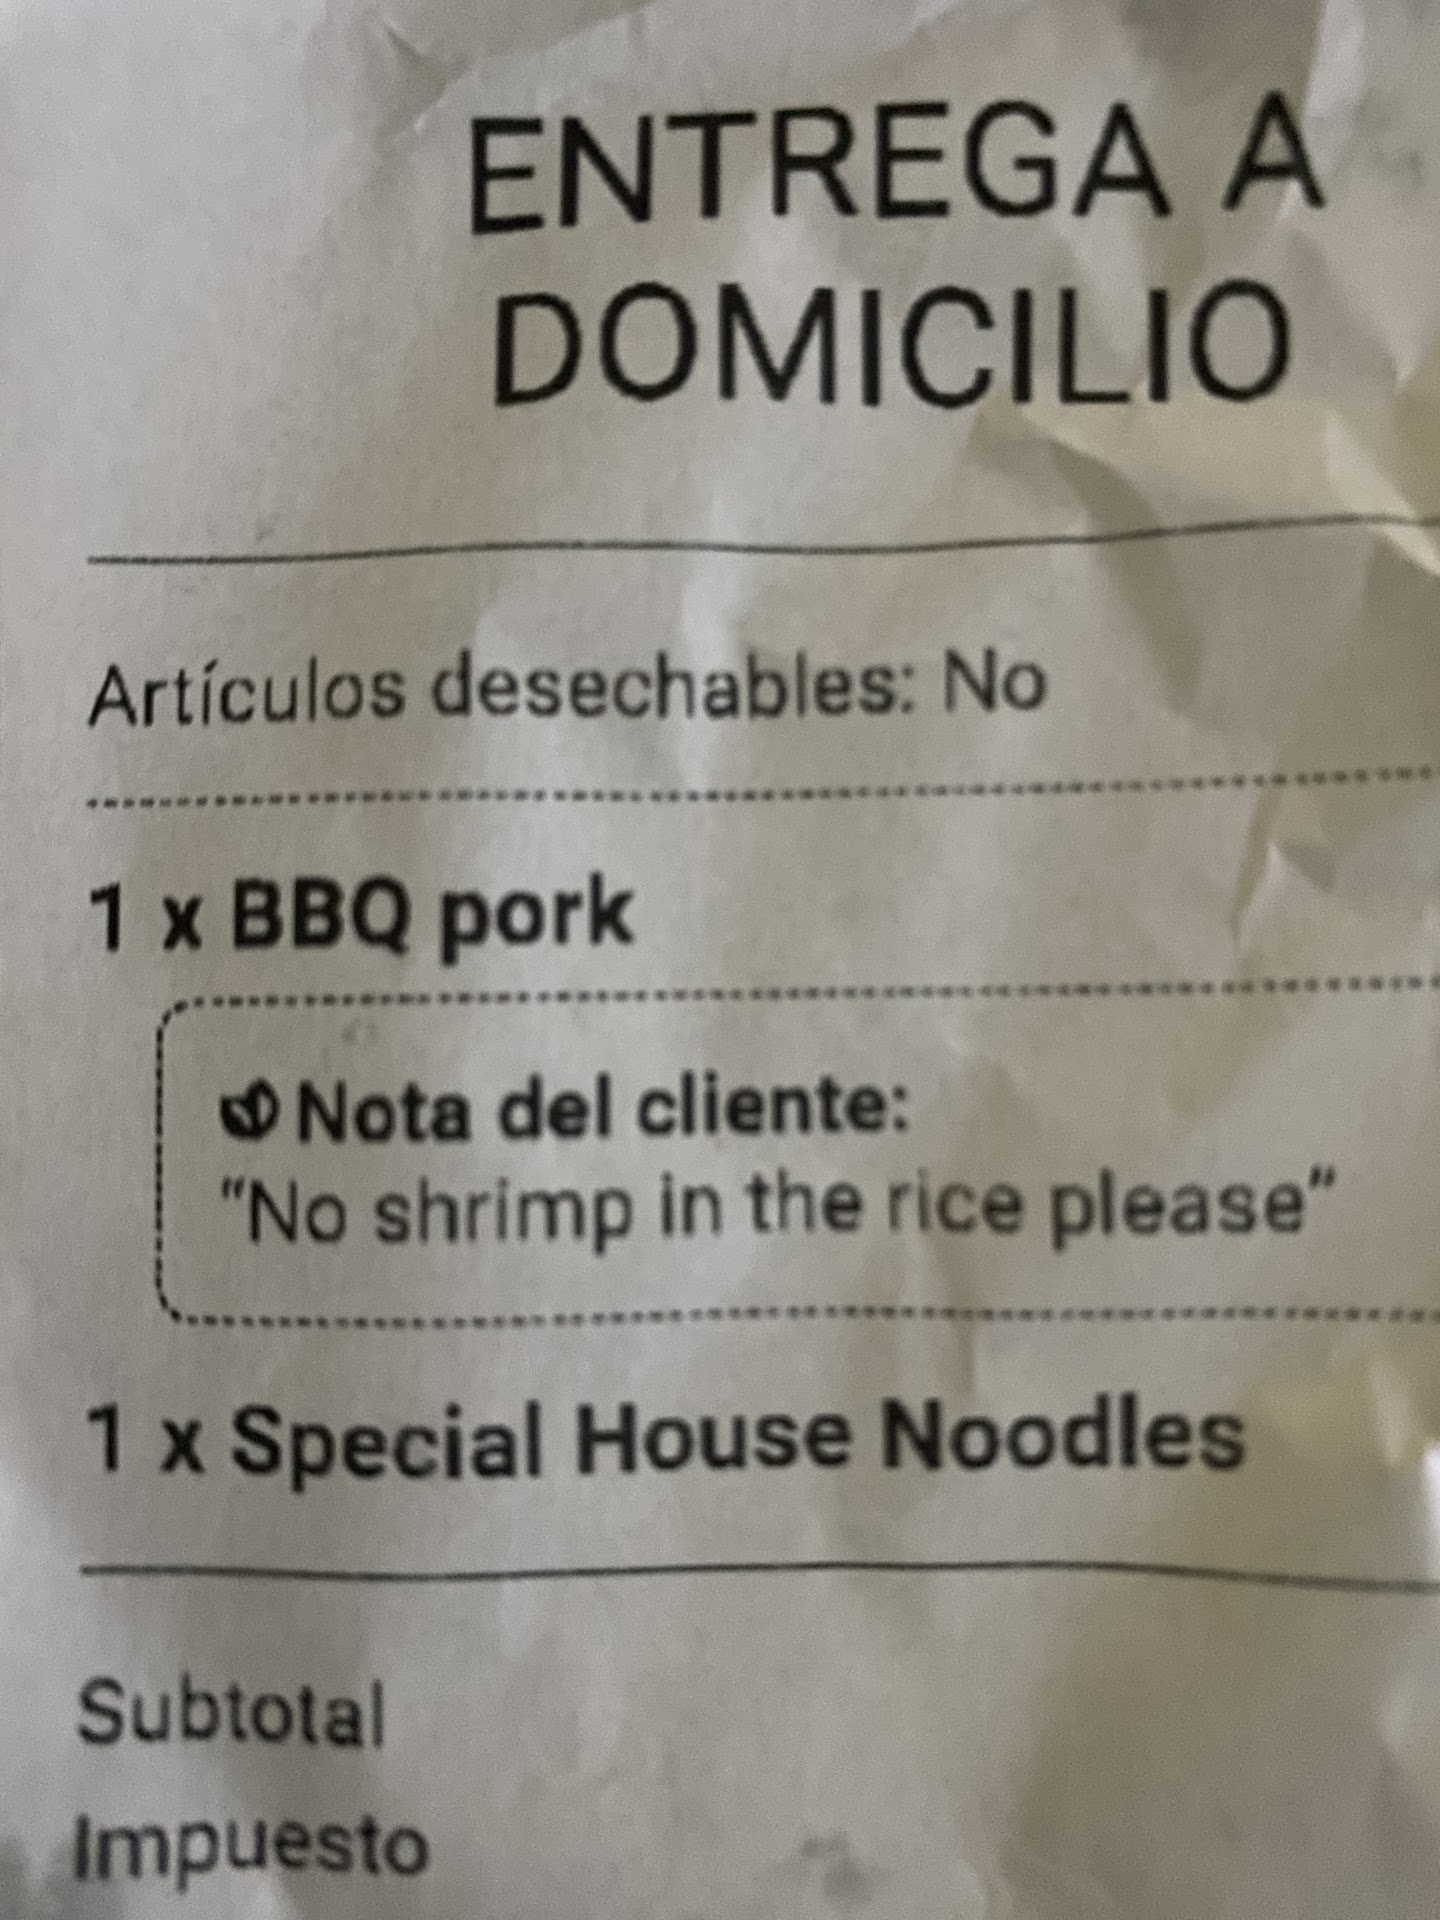 ENTREGA A
DOMICILIO
Artículos desechables: No
1 x BBQ pork
Nota del cliente:
“No shrimp in the rice please”
1 x Special House Noodles
Subtotal
Impuesto